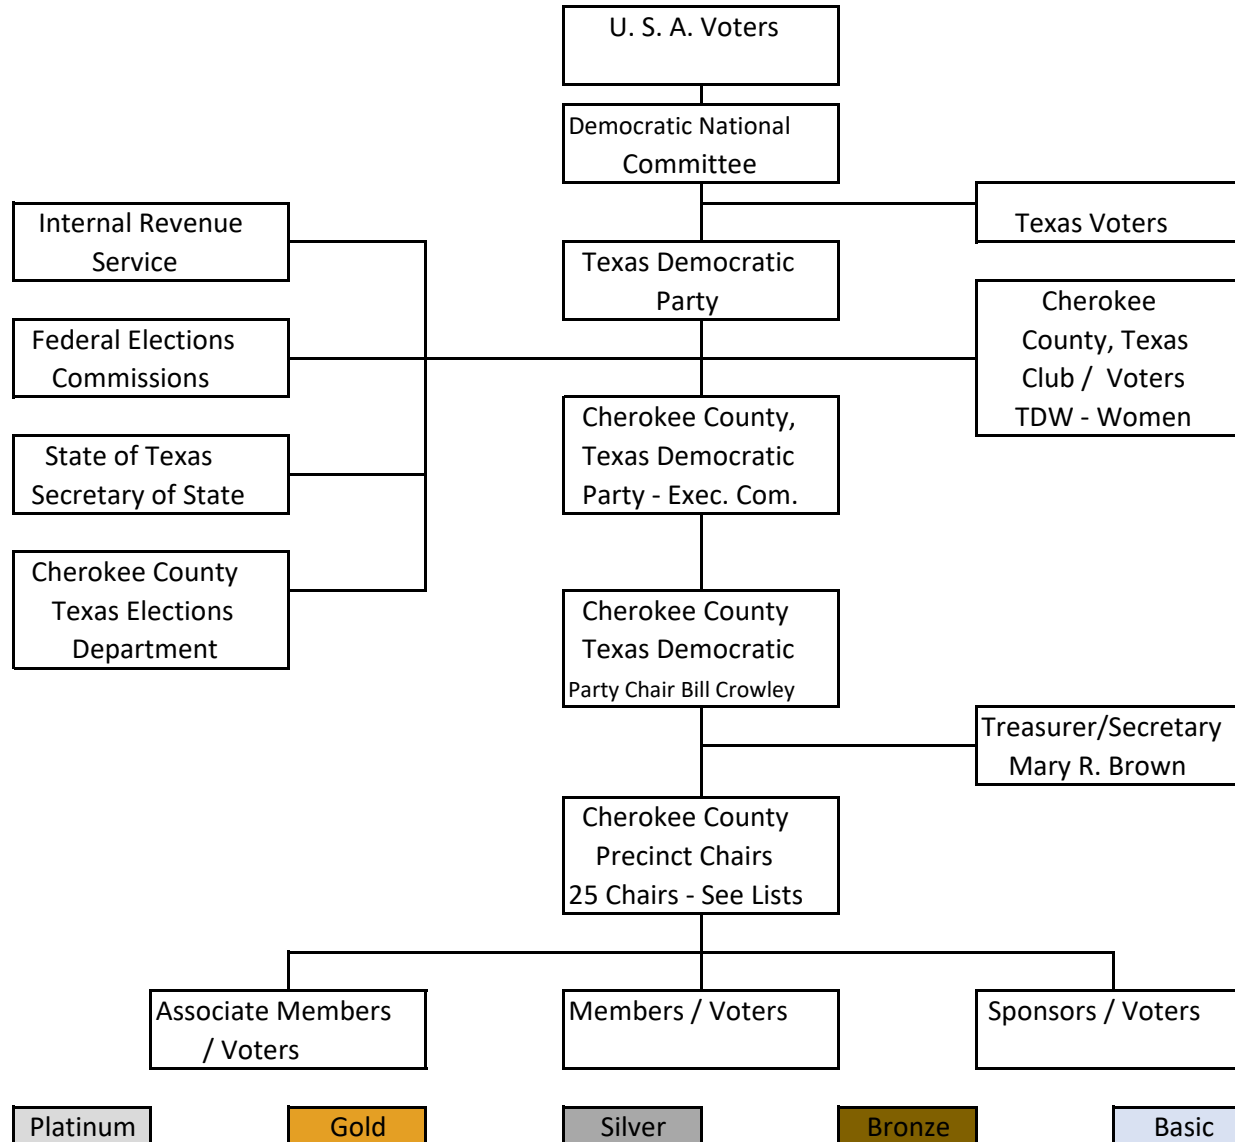 U. S. A. Voters
Democratic National
Committee
Texas Voters
Internal Revenue
Service
Texas Democratic
Party
Cherokee
County, Texas
Club /  Voters
TDW - Women
Federal Elections
Commissions
Cherokee County,
Texas Democratic
Party - Exec. Com.
State of Texas
Secretary of State
Cherokee County
Texas Elections
Department
Cherokee County
Texas Democratic
Party Chair Bill Crowley
Treasurer/Secretary
Mary R. Brown
Cherokee County
Precinct Chairs
25 Chairs - See Lists
Associate Members
/ Voters
Members / Voters
Sponsors / Voters
Platinum
Gold
Silver
Bronze
Basic